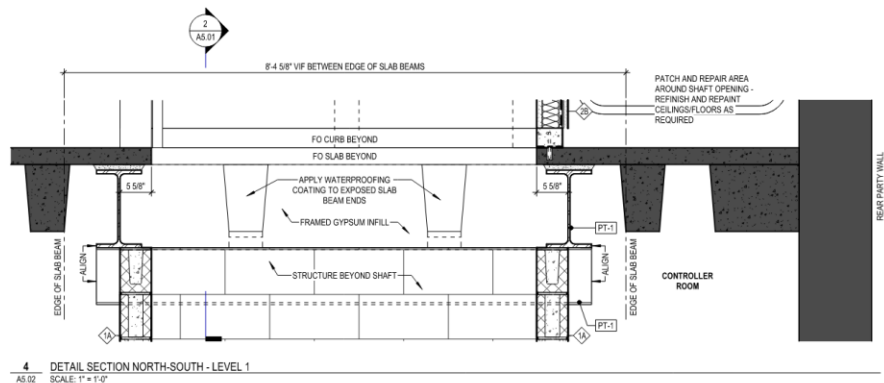 2
A5.01
8'-4 5/8" VIF BETWEEN EDGE OF SLAB BEAMS
PATCH AND REPAIR AREA
AROUND SHAFT OPENING -
REFINISH AND REPAINT
CEILINGS/FLOORS AS
REQUIRED
2B
FO CURB BEYOND
FO SLAB BEYOND
5 5/8"
APPLY WATERPROOFING
COATING TO EXPOSED SLAB
BEAM ENDS
5 5/8"
FRAMED GYPSUM INFILL
PT-1
REAR PARTY WALL
EDGE OF SLAB BEAM
ALIGN
STRUCTURE BEYOND SHAFT
ALIGN
EDGE OF SLAB BEAM
CONTROLLER
ROOM
PT-1
1A
1A
4 DETAIL SECTION NORTH-SOUTH - LEVEL 1
A5.02 SCALE: 1" = 1'-0"